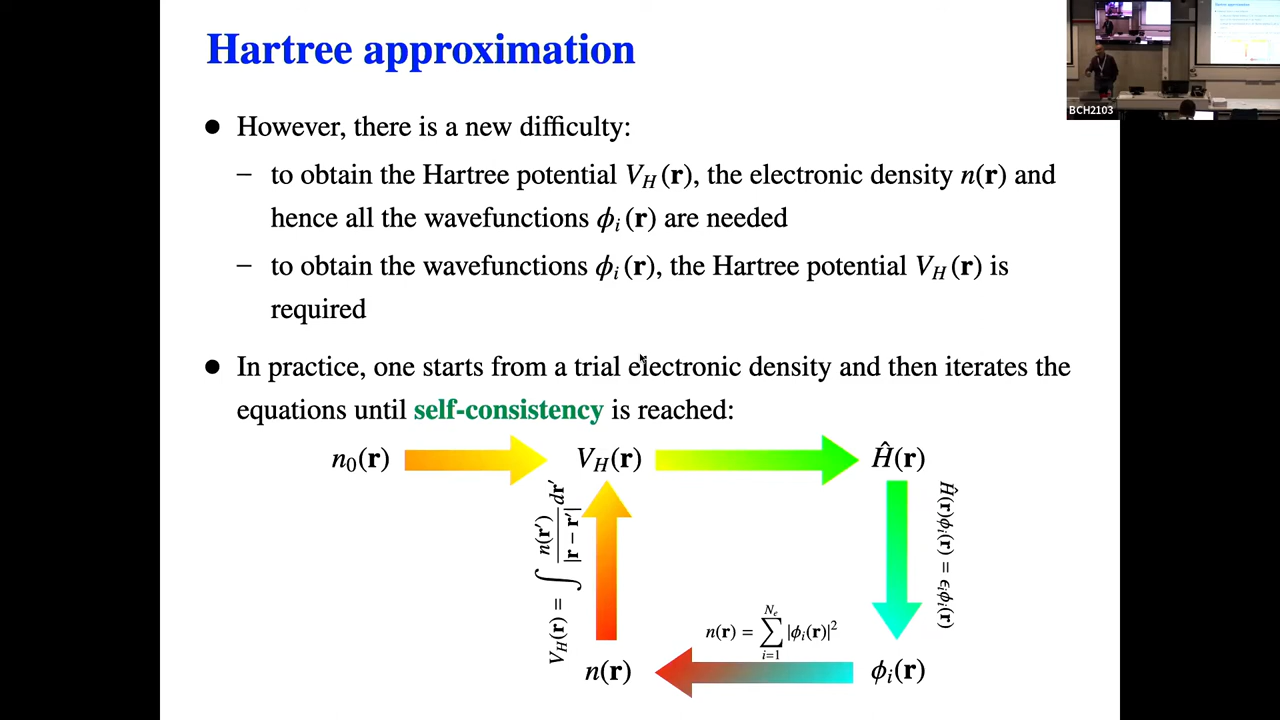 Hartree approximation
BCH2103
● However, there is a new difficulty:
– to obtain the Hartree potential V_H(r), the electronic density n(r) and
hence all the wavefunctions ϕ_i(r) are needed
– to obtain the wavefunctions ϕ_i(r), the Hartree potential V_H(r) is
required
● In practice, one starts from a trial electronic density and then iterates the
equations until self-consistency is reached:
n_0(r)
V_H(r)
Ĥ(r)
V_H(r) = ∫ n(r′)/|r − r′| dr′
Ĥ(r)ϕ_i(r) = ϵ_iϕ_i(r)
n(r) = ∑_{i=1}^{N_e} |ϕ_i(r)|^2
n(r)
ϕ_i(r)